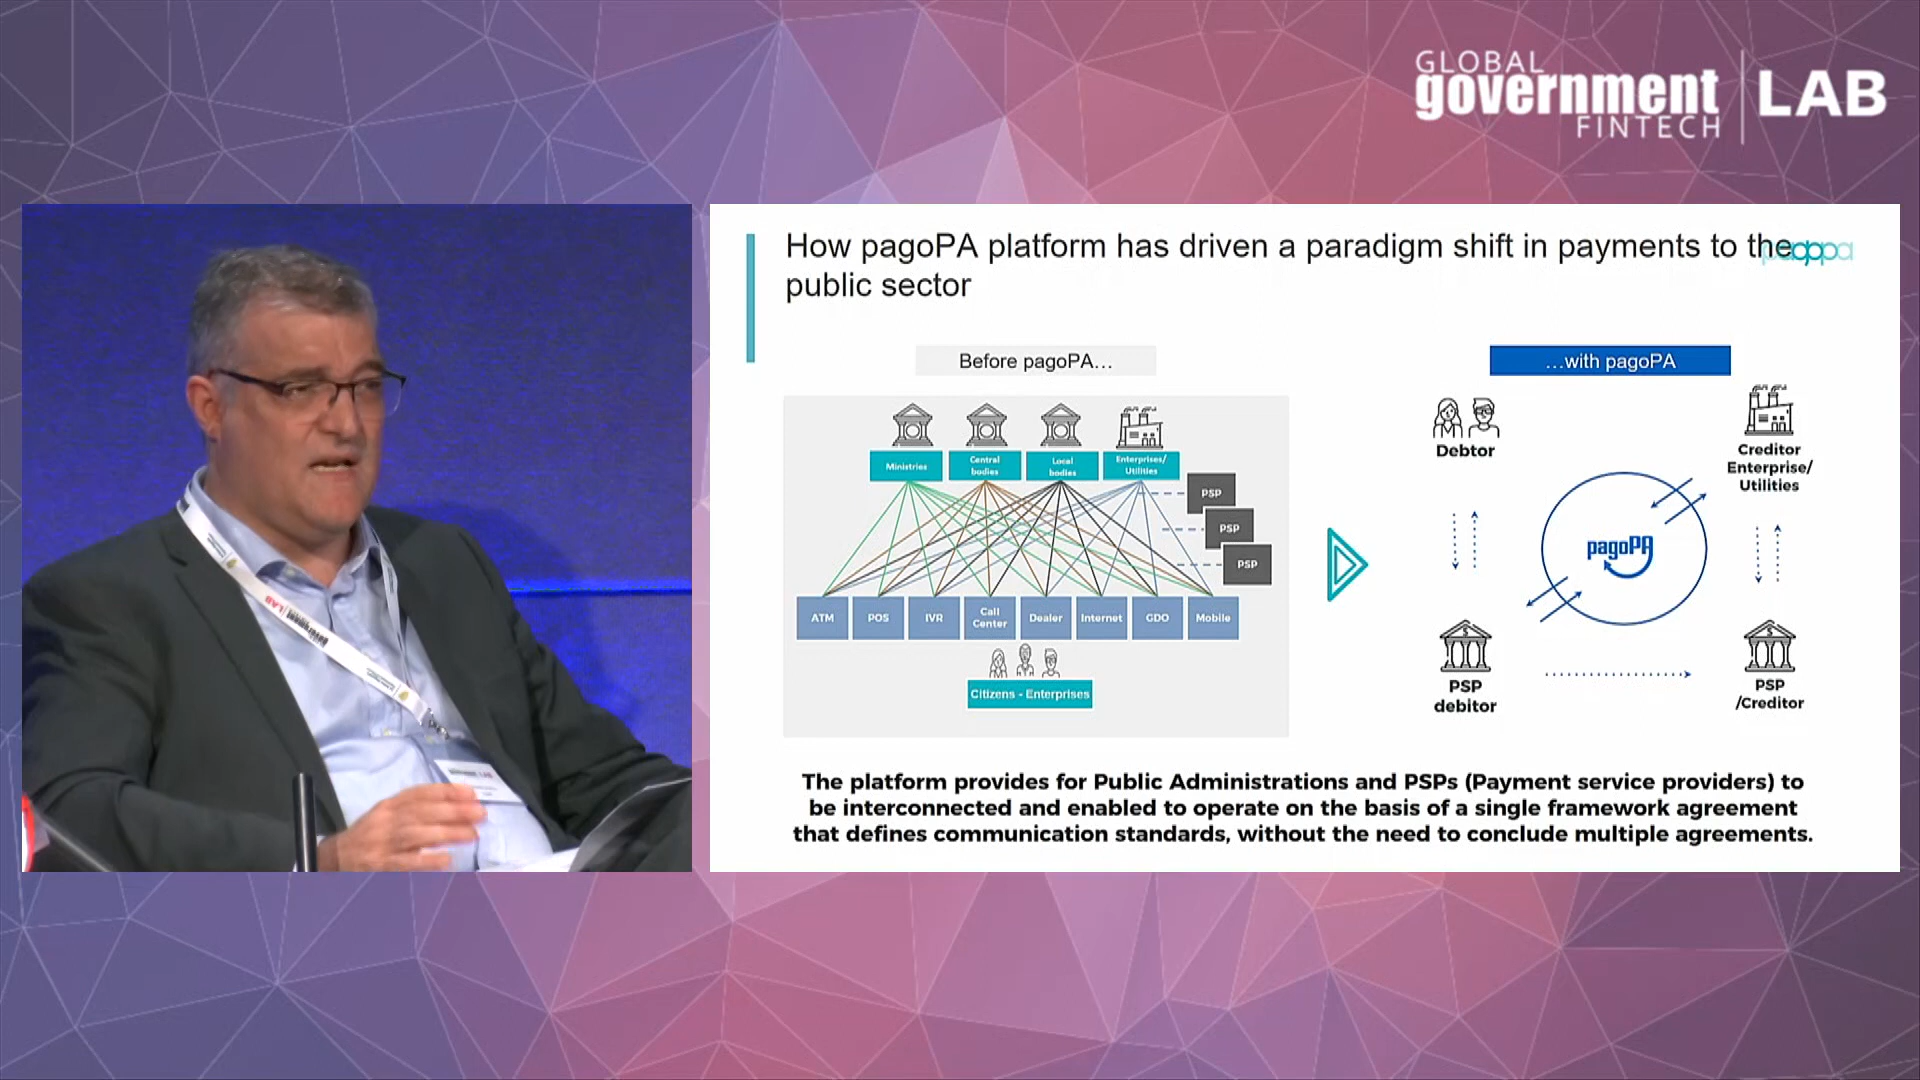 GLOBAL
government
FINTECH
LAB
How pagoPA platform has driven a paradigm shift in payments to the
public sector
pagopa
Before pagoPA…
…with pagoPA
Ministries
Central
bodies
Local
bodies
Enterprises/
Utilities
PSP
PSP
PSP
ATM
POS
IVR
Call
Center
Dealer
Internet
GDO
Mobile
Citizens - Enterprises
Debtor
Creditor
Enterprise/
Utilities
pagoPA
PSP
debitor
PSP
/Creditor
The platform provides for Public Administrations and PSPs (Payment service providers) to
be interconnected and enabled to operate on the basis of a single framework agreement
that defines communication standards, without the need to conclude multiple agreements.
LAB